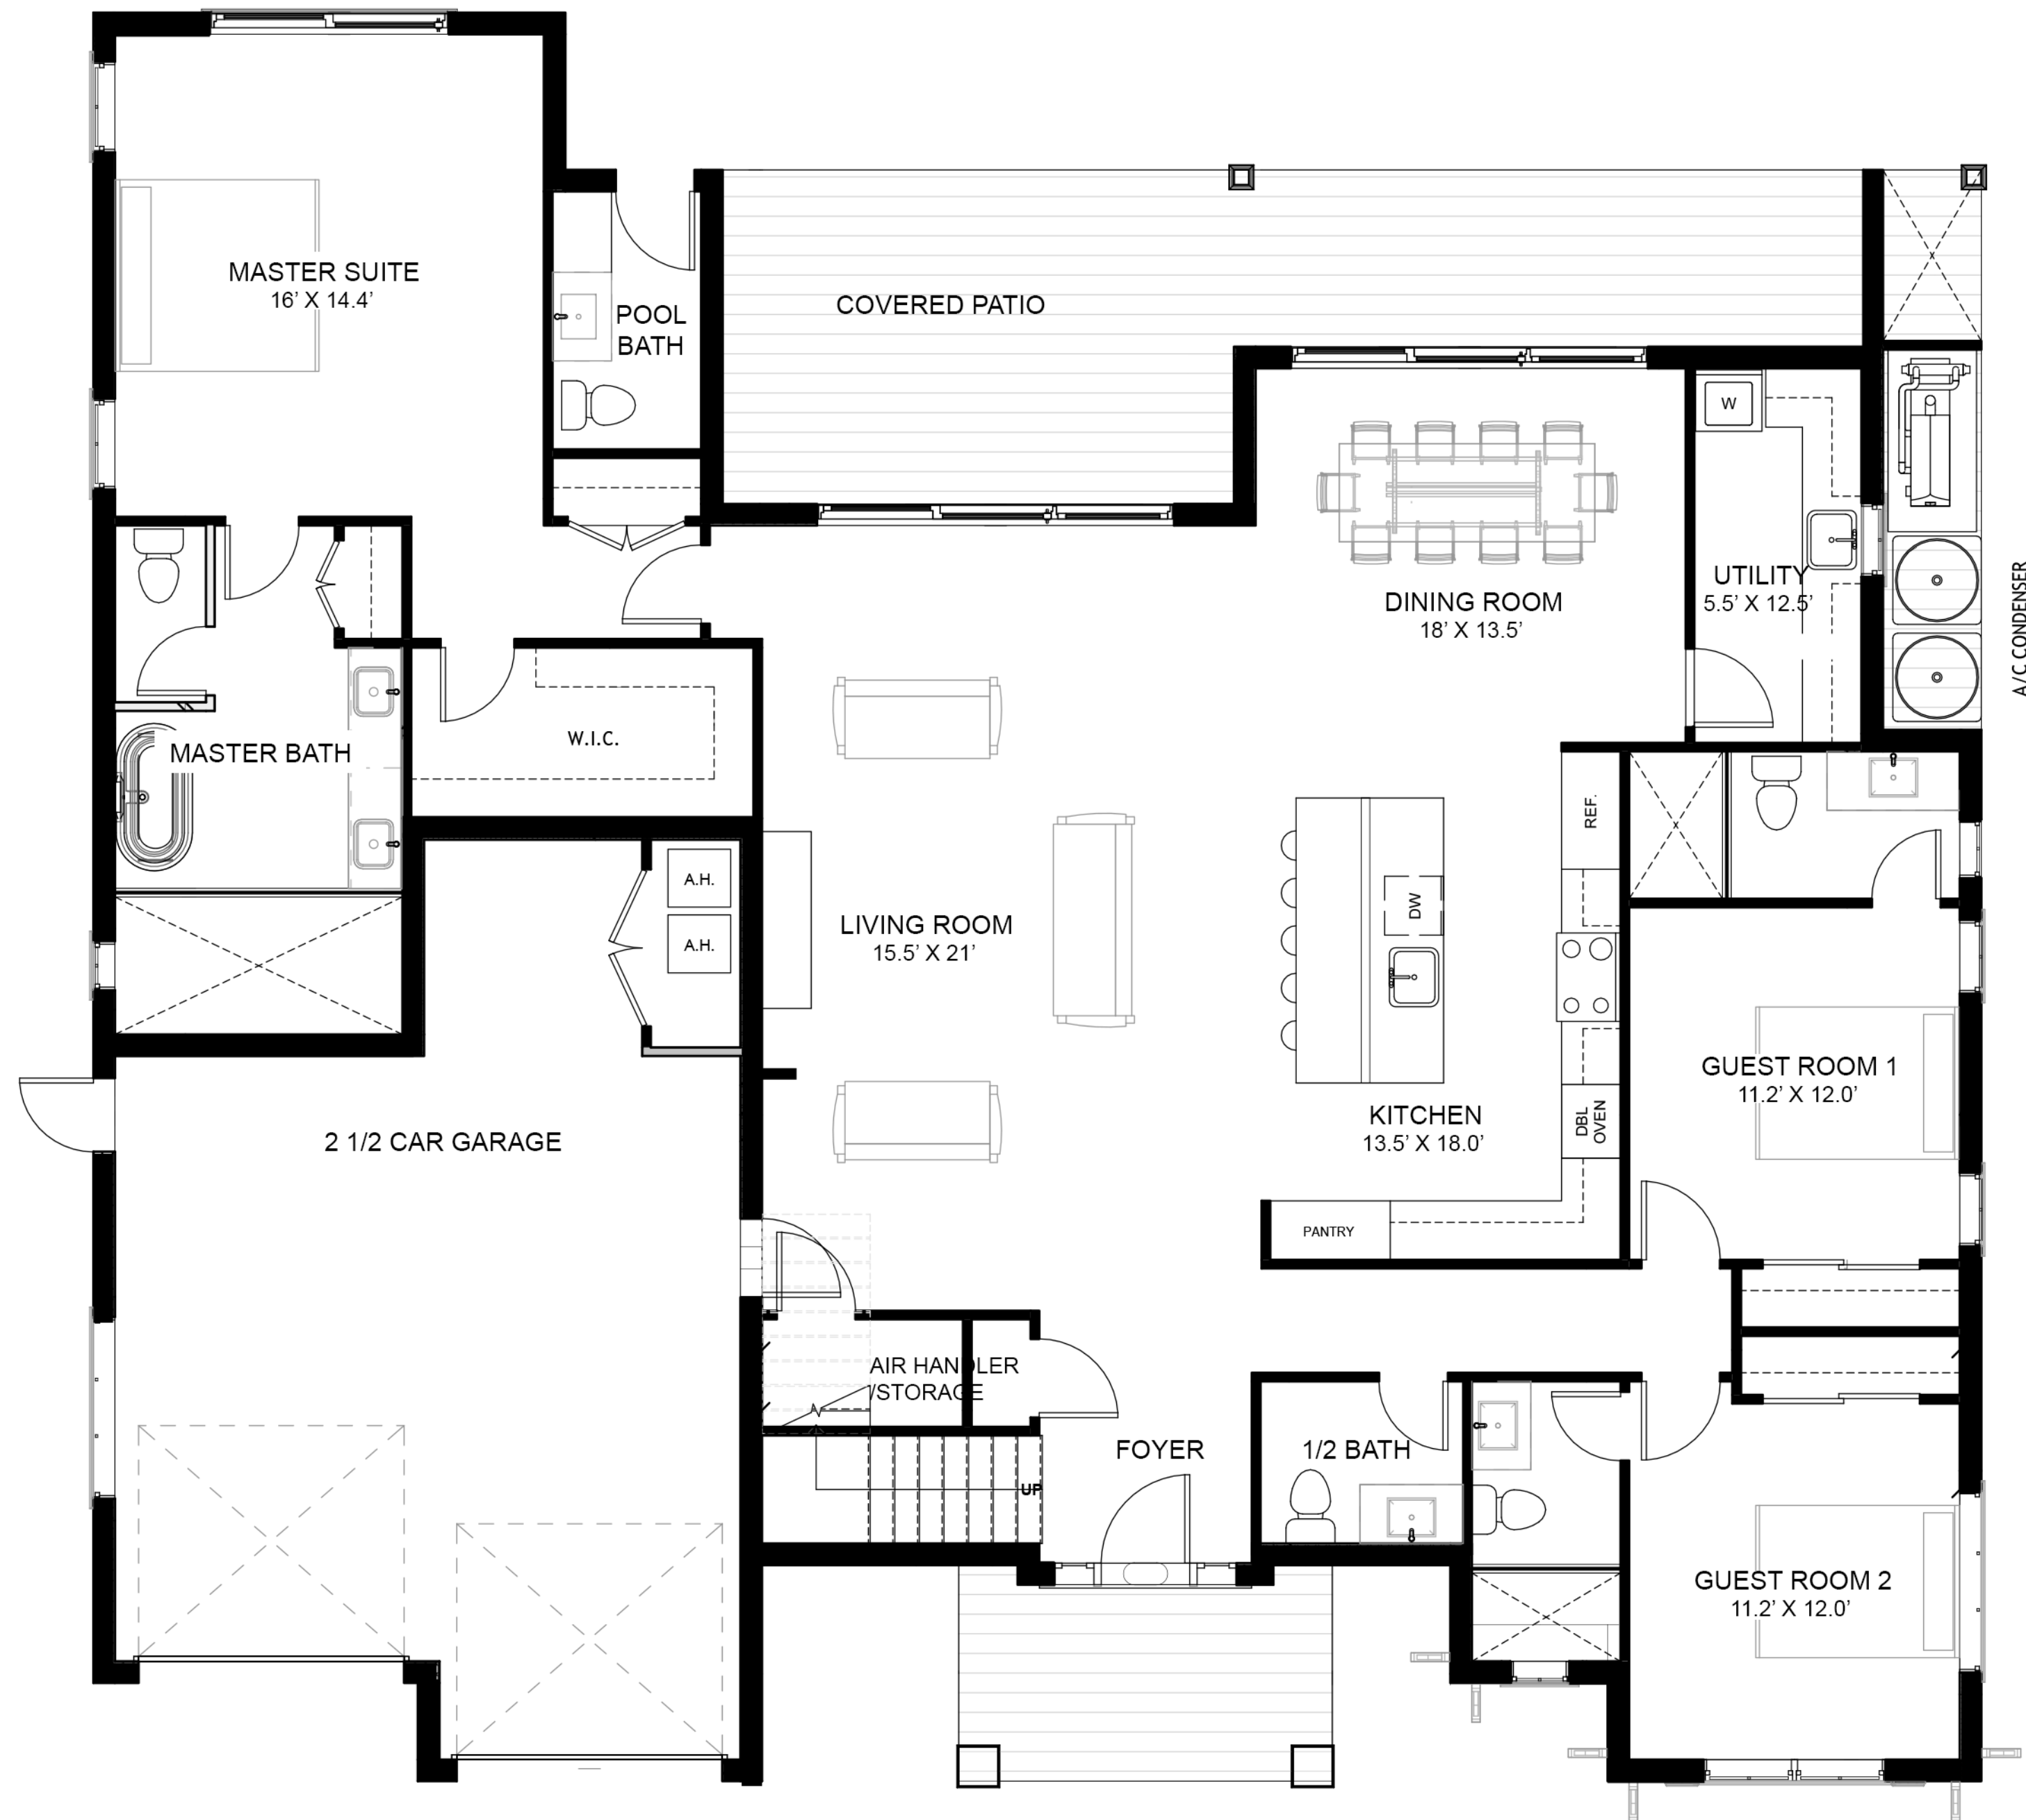 MASTER SUITE
16' X 14.4'
POOL
BATH
COVERED PATIO
W
DINING ROOM
18' X 13.5'
UTILITY
5.5' X 12.5'
A/C CONDENSER
MASTER BATH
W.I.C.
REF.
A.H.
A.H.
LIVING ROOM
15.5' X 21'
DW
GUEST ROOM 1
11.2' X 12.0'
KITCHEN
13.5' X 18.0'
DBL
OVEN
2 1/2 CAR GARAGE
PANTRY
AIR HANDLER
/STORAGE
FOYER
1/2 BATH
UP
GUEST ROOM 2
11.2' X 12.0'